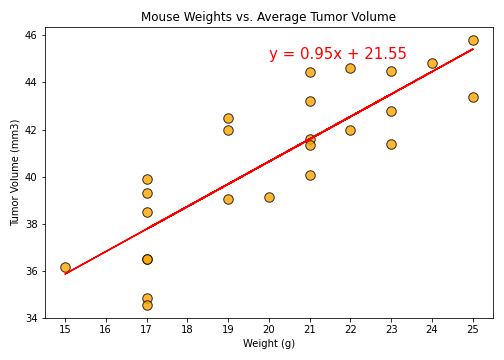 Mouse Weights vs. Average Tumor Volume
y = 0.95x + 21.55
46
44
42
40
38
36
34
Tumor Volume (mm3)
15 16 17 18 19 20 21 22 23 24 25
Weight (g)